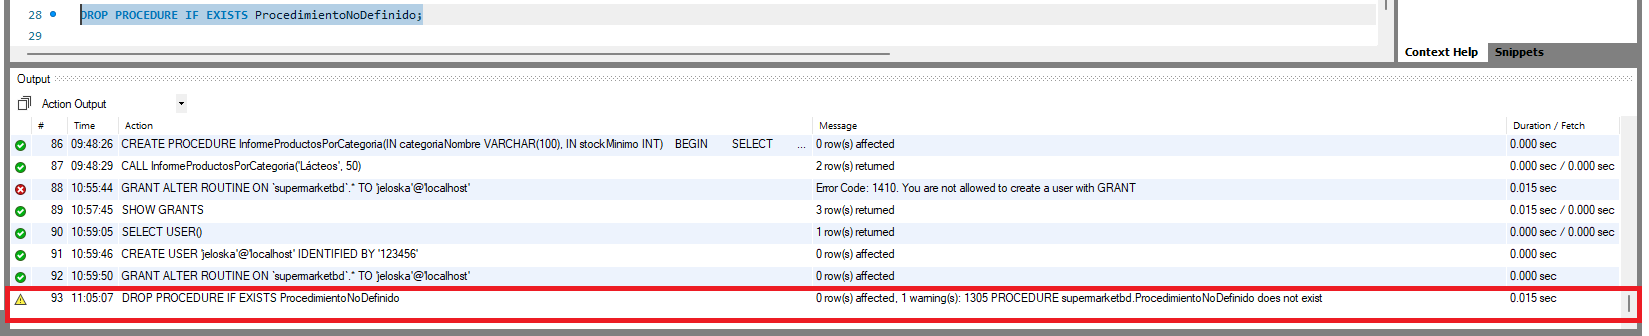 28 DROP PROCEDURE IF EXISTS ProcedimientoNoDefinido;
29
Context Help Snippets
Output
Action Output
# Time Action Message Duration / Fetch
86 09:48:26 CREATE PROCEDURE InformeProductosPorCategoria(IN categoriaNombre VARCHAR(100), IN stockMinimo INT) BEGIN SELECT ... 0 row(s) affected 0.000 sec
87 09:48:29 CALL InformeProductosPorCategoria('Lácteos', 50) 2 row(s) returned 0.000 sec / 0.000 sec
88 10:55:44 GRANT ALTER ROUTINE ON `supermarketbd`.* TO 'jeloska'@'localhost' Error Code: 1410. You are not allowed to create a user with GRANT 0.015 sec
89 10:57:45 SHOW GRANTS 3 row(s) returned 0.015 sec / 0.000 sec
90 10:59:05 SELECT USER() 1 row(s) returned 0.000 sec / 0.000 sec
91 10:59:46 CREATE USER 'jeloska'@'localhost' IDENTIFIED BY '123456' 0 row(s) affected 0.000 sec
92 10:59:50 GRANT ALTER ROUTINE ON `supermarketbd`.* TO 'jeloska'@'localhost' 0 row(s) affected 0.000 sec
93 11:05:07 DROP PROCEDURE IF EXISTS ProcedimientoNoDefinido 0 row(s) affected, 1 warning(s): 1305 PROCEDURE supermarketbd.ProcedimientoNoDefinido does not exist 0.015 sec